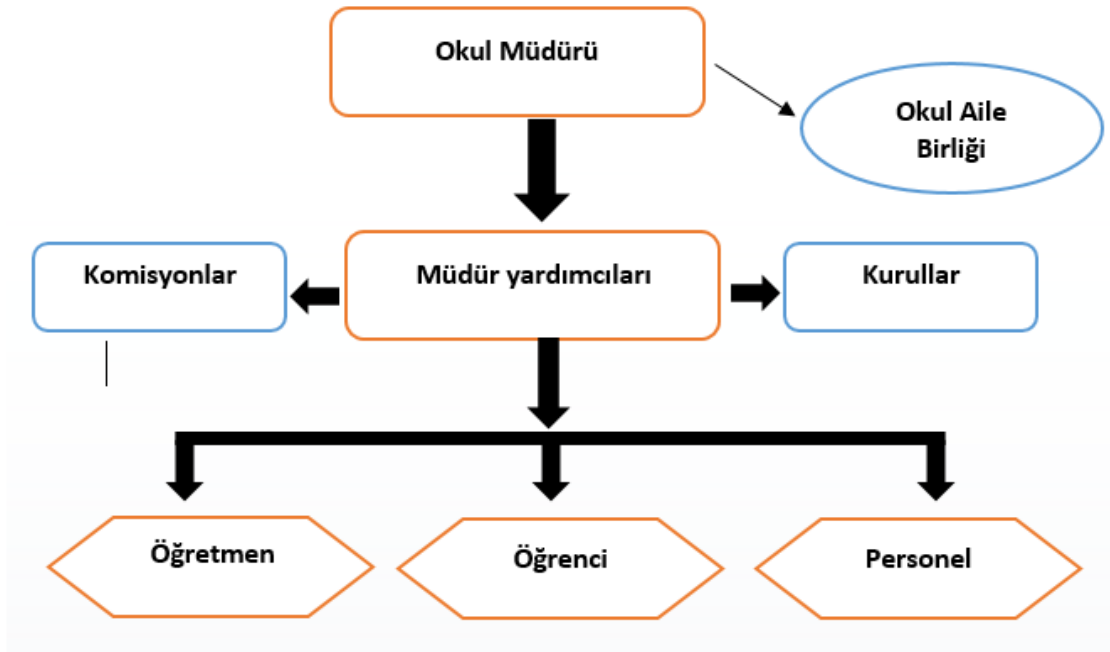 Okul Müdürü
Okul Aile
Birliği
Komisyonlar
Müdür yardımcıları
Kurullar
Öğretmen
Öğrenci
Personel